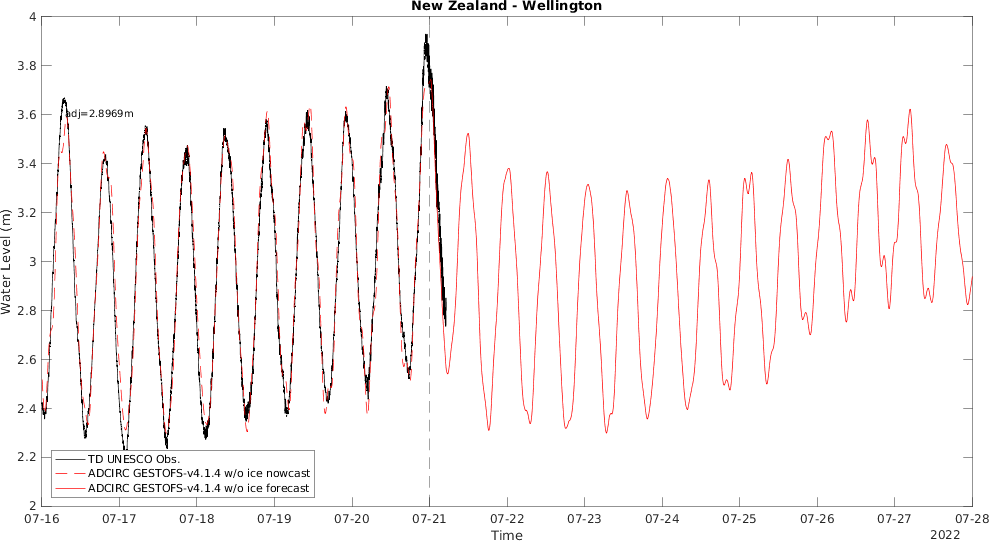 New Zealand - Wellington
4
3.8
3.6
3.4
3.2
3
2.8
2.6
2.4
2.2
2
Water Level (m)
adj=2.8969m
TD UNESCO Obs.
ADCIRC GESTOFS-v4.1.4 w/o ice nowcast
ADCIRC GESTOFS-v4.1.4 w/o ice forecast
07-16 07-17 07-18 07-19 07-20 07-21 07-22 07-23 07-24 07-25 07-26 07-27 07-28
Time
2022